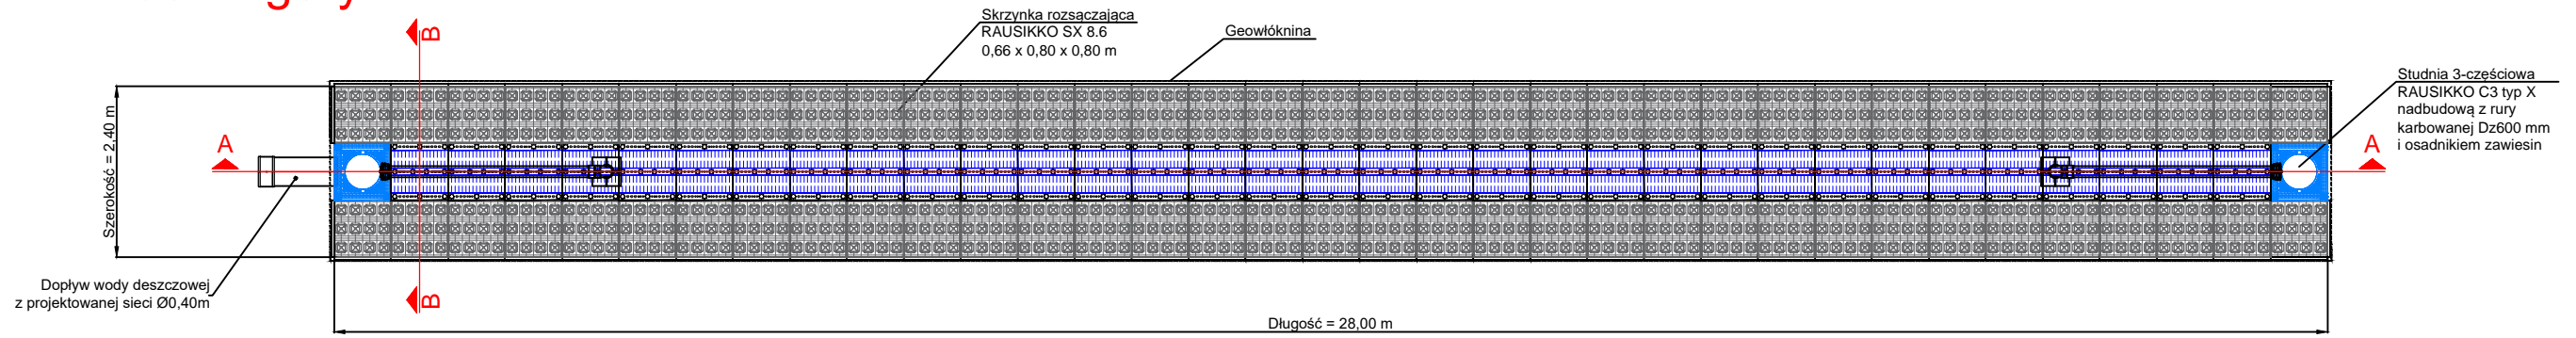 B
Skrzynka rozsączająca
RAUSIKKO SX 8.6
0,66 x 0,80 x 0,80 m
Geowłóknina
Studnia 3-częściowa
RAUSIKKO C3 typ X
nadbudową z rury
karbowanej Dz600 mm
i osadnikiem zawiesin
Szerokość = 2,40 m
A
A
Dopływ wody deszczowej
z projektowanej sieci Ø0,40m
B
Długość = 28,00 m